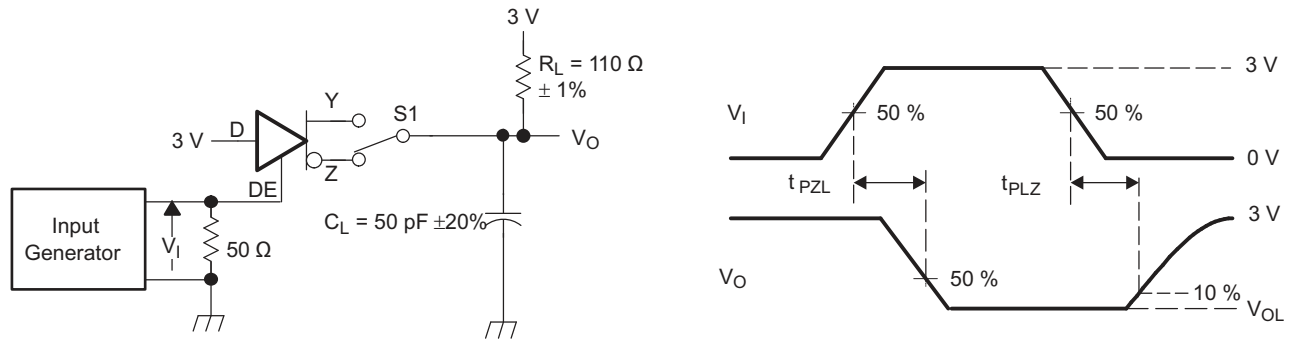 3 V
R_L = 110 Ω
± 1%
Y
S1
3 V
D
V_O
Z
DE
Input
Generator
V_I
50 Ω
C_L = 50 pF ±20%
3 V
V_I
50 %
50 %
0 V
t_PZL
t_PLZ
3 V
V_O
50 %
10 %
V_OL